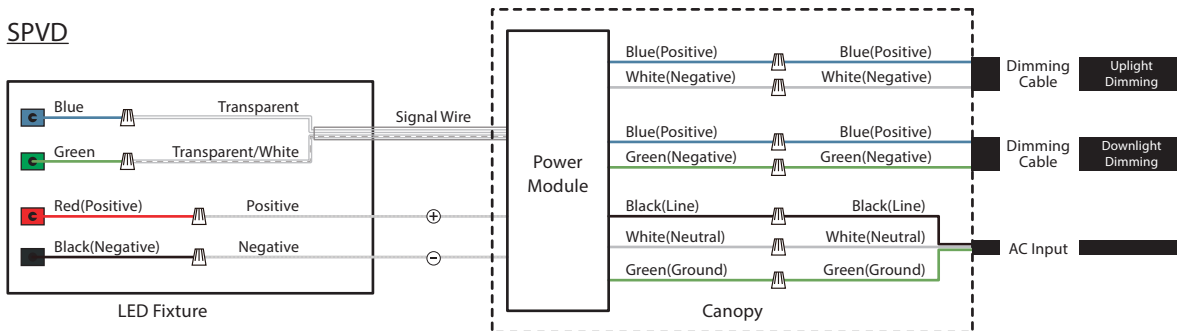 SPVD
Blue
Transparent
Green
Transparent/White
Signal Wire
Red(Positive)
Positive
+
Black(Negative)
Negative
−
LED Fixture
Power
Module
Blue(Positive)
Blue(Positive)
White(Negative)
White(Negative)
Dimming
Cable
Uplight
Dimming
Blue(Positive)
Blue(Positive)
Green(Negative)
Green(Negative)
Dimming
Cable
Downlight
Dimming
Black(Line)
Black(Line)
White(Neutral)
White(Neutral)
Green(Ground)
Green(Ground)
AC Input
Canopy